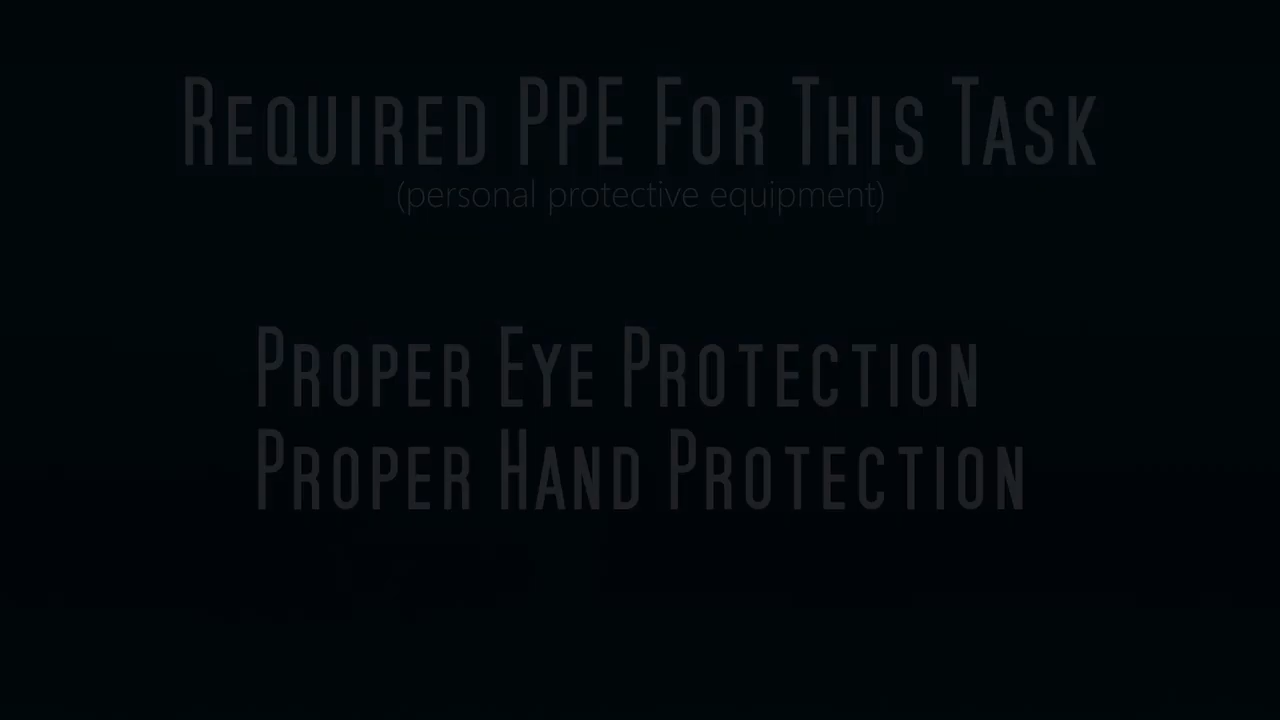 Required PPE For This Task
(personal protective equipment)
Proper Eye Protection
Proper Hand Protection